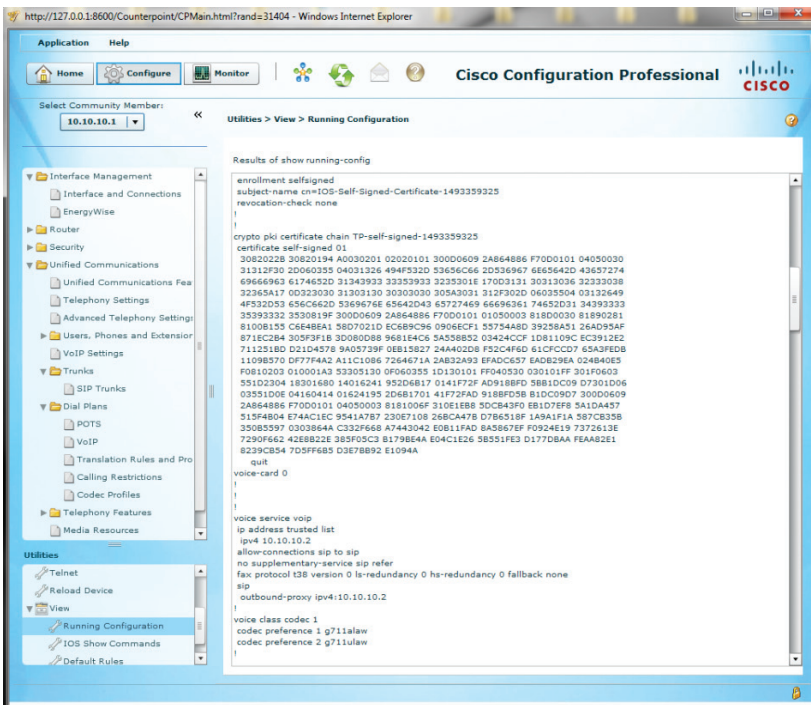 http://127.0.0.1:8600/Counterpoint/CPMain.html?rand=31404 - Windows Internet Explorer
Application Help
Home Configure Monitor
Cisco Configuration Professional
CISCO
Select Community Member:
10.10.10.1
«
Utilities > View > Running Configuration
Interface Management
Interface and Connections
EnergyWise
Router
Security
Unified Communications
Unified Communications Fea
Telephony Settings
Advanced Telephony Settings
Users, Phones and Extension
VoIP Settings
Trunks
SIP Trunks
Dial Plans
POTS
VoIP
Translation Rules and Pro
Calling Restrictions
Codec Profiles
Telephony Features
Media Resources
Utilities
Telnet
Reload Device
View
Running Configuration
IOS Show Commands
Default Rules
Results of show running-config
enrollment selfsigned
subject-name cn=IOS-Self-Signed-Certificate-1493359325
revocation-check none
!
!
crypto pki certificate chain TP-self-signed-1493359325
certificate self-signed 01
3082022B 30820194 A0030201 02020101 300D0609 2A864886 F70D0101 04050030
31312F30 2D060355 04031326 494F532D 53656C66 2D536967 6E65642D 43657274
69666963 6174652D 31343933 33353933 3235301E 170D3131 30313036 32333038
32365A17 0D323030 31303130 30303030 305A3031 312F302D 06035504 03132649
4F532D53 656C662D 5369676E 65642D43 65727469 66696361 74652D31 34393333
35393332 3530819F 300D0609 2A864886 F70D0101 01050003 818D0030 81890281
8100B155 C6E4BEA1 58D7021D EC6B9C96 0906ECF1 55754A8D 39258A51 26AD95AF
871EC2B4 305F3F1B 3D080D88 9681E4C6 5A558B52 03424CCF 1D81109C EC3912E2
711251BD D21D4578 9A05739F 0EB15827 24A402D8 F52C4F6D 61CFCCD7 65A3FEDB
1109B570 DF77F4A2 A11C1086 7264671A 2AB32A93 EFADC657 EADB29EA 024840E5
F0810203 010001A3 53305130 0F060355 1D130101 FF040530 030101FF 301F0603
551D2304 18301680 14016241 952D6B17 0141F72F AD918BFD 5BB1DC09 D7301D06
03551D0E 04160414 01624195 2D6B1701 41F72FAD 918BFD5B B1DC09D7 300D0609
2A864886 F70D0101 04050003 8181006F 310E1EB8 5DCB43F0 EB1D7EF8 5A1DA457
515F4B04 E74AC1EC 9541A7B7 230E7108 26BCA47B D7B6518F 1A9A1F1A 587CB35B
350B5597 0303864A C332F668 A7443042 E0B11FAD 8A5867EF F0924E19 7372613E
7290F662 42E8B22E 385F05C3 B179BE4A E04C1E26 5B551FE3 D177DBAA FEAA82E1
8239CB54 7D5FF6B5 D3E78B92 E1094A
quit
voice-card 0
!
!
!
voice service voip
ip address trusted list
ipv4 10.10.10.2
allow-connections sip to sip
no supplementary-service sip refer
fax protocol t38 version 0 ls-redundancy 0 hs-redundancy 0 fallback none
sip
outbound-proxy ipv4:10.10.10.2
!
voice class codec 1
codec preference 1 g711alaw
codec preference 2 g711ulaw
!